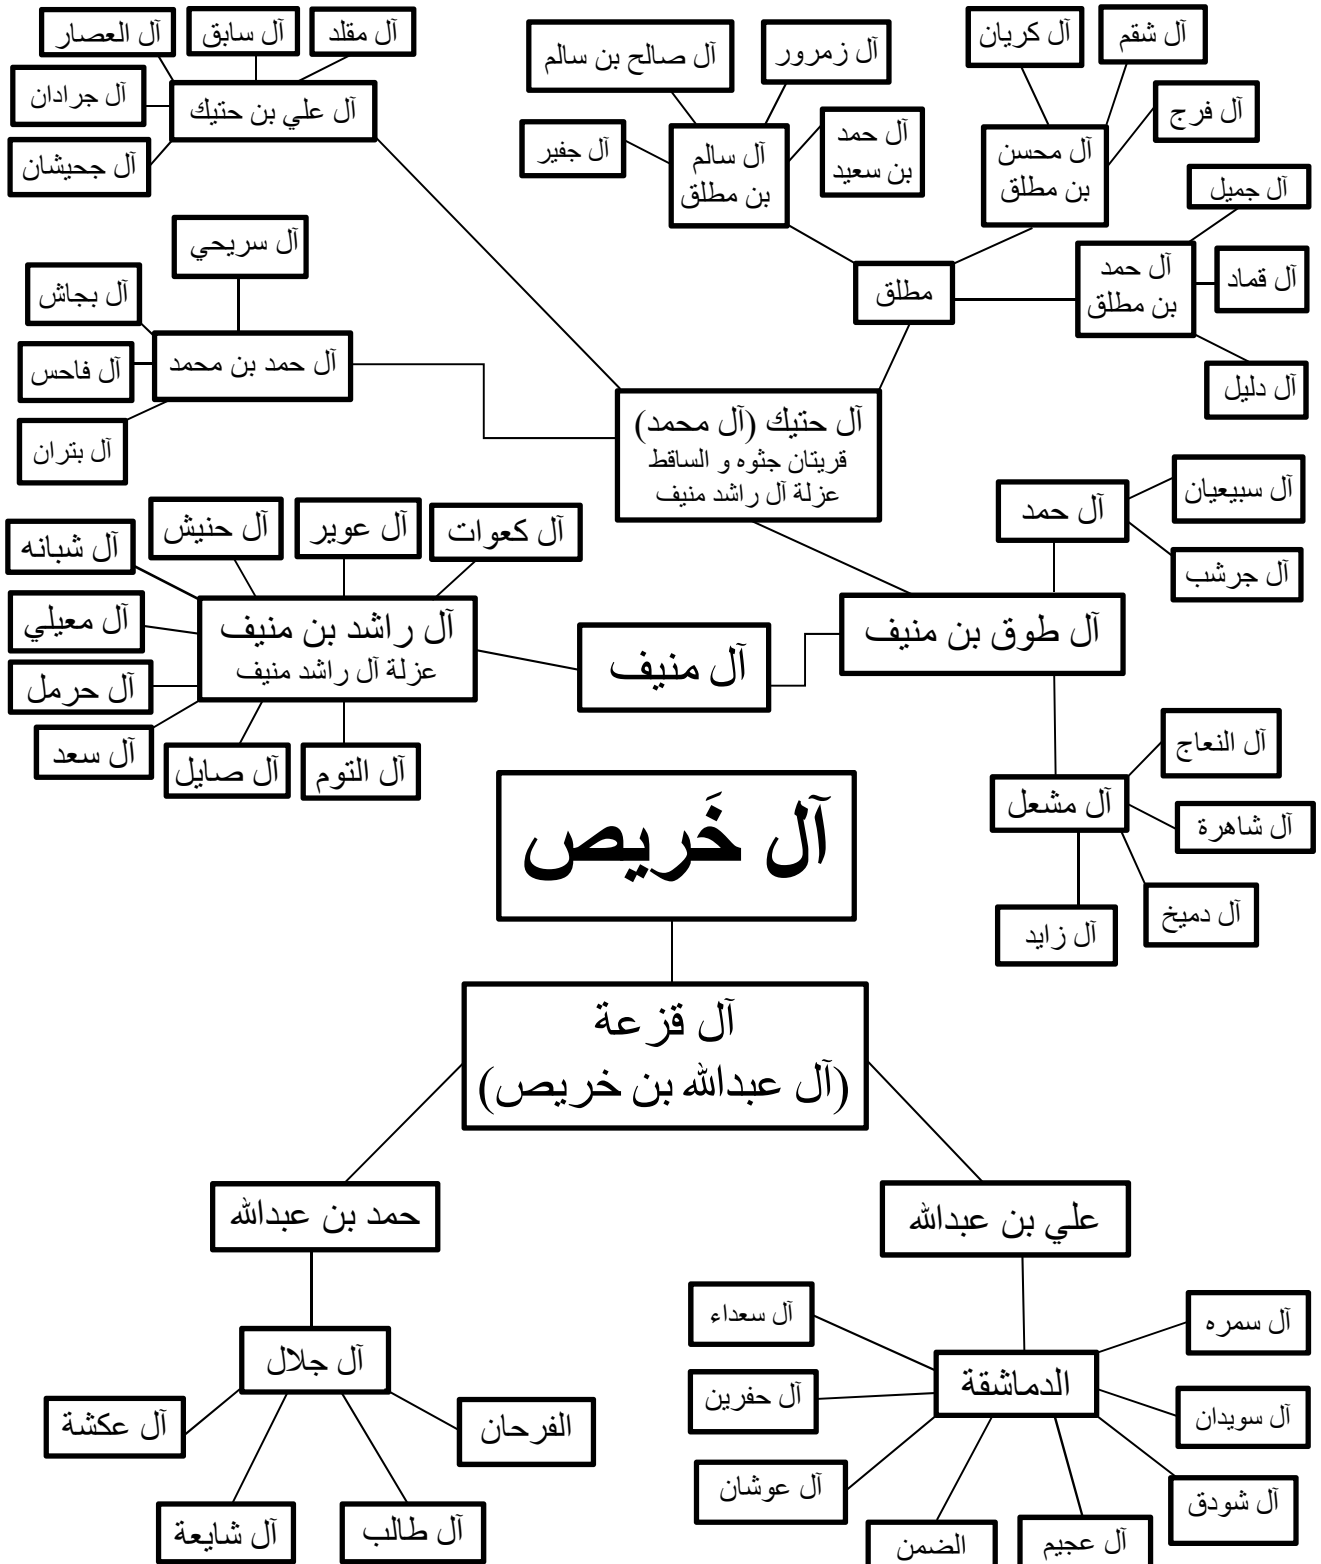 آل مقلد
آل سابق
آل العصار
آل جرادان
آل جحيشان
آل علي بن حتيك
آل شقم
آل كريان
آل فرج
آل محسن
بن مطلق
آل زمرور
آل صالح بن سالم
آل حمد
بن سعيد
آل جفير
آل سالم
بن مطلق
آل جميل
آل قماد
آل دليل
آل حمد
بن مطلق
مطلق
آل سريحي
آل بجاش
آل فاحس
آل بتران
آل حمد بن محمد
آل حتيك (آل محمد)
قريتان جثوه و الساقط
عزلة آل راشد منيف
آل سبيعيان
آل حمد
آل جرشب
آل كعوات
آل عوير
آل حنيش
آل شبانه
آل معيلي
آل حرمل
آل سعد
آل صايل
آل التوم
آل راشد بن منيف
عزلة آل راشد منيف
آل منيف
آل طوق بن منيف
آل النعاج
آل مشعل
آل شاهرة
آل دميخ
آل زايد
آل خَريص
آل قزعة
(آل عبدالله بن خريص)
علي بن عبدالله
حمد بن عبدالله
آل سمره
آل سعداء
الدماشقة
آل حفرين
آل سويدان
آل عوشان
آل شودق
آل عجيم
الضمن
آل جلال
الفرحان
آل عكشة
آل طالب
آل شايعة